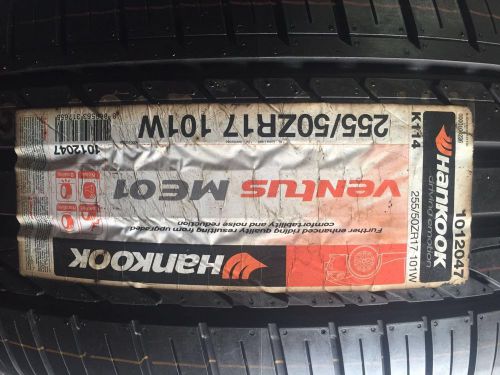 Hankook
Further enhanced riding quality resulting from upgraded
comfortability and noise reduction
ventus ME01
255/50ZR17 101W
1012047
Hankook
driving emotion
K114
255/50ZR17 101W
1012047